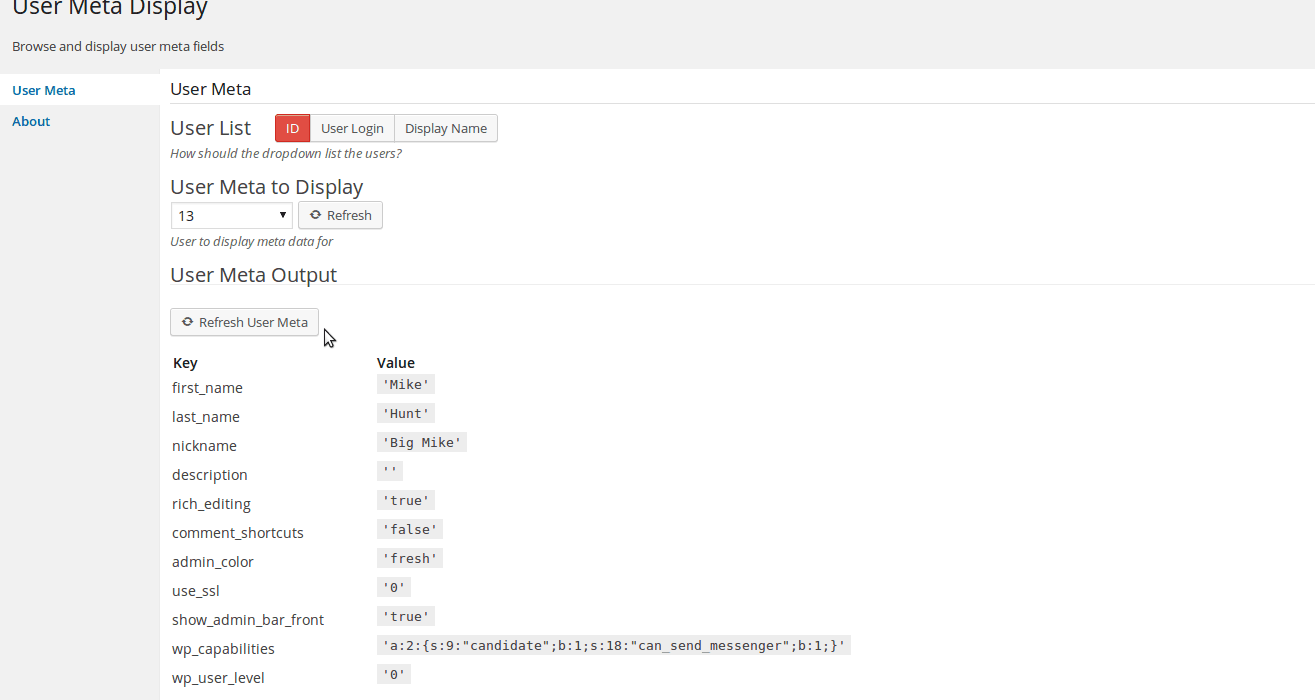 User Meta Display
Browse and display user meta fields
User Meta
About
User Meta
User List ID User Login Display Name
How should the dropdown list the users?
User Meta to Display
13 Refresh
User to display meta data for
User Meta Output
Refresh User Meta
Key Value
first_name 'Mike'
last_name 'Hunt'
nickname 'Big Mike'
description ''
rich_editing 'true'
comment_shortcuts 'false'
admin_color 'fresh'
use_ssl '0'
show_admin_bar_front 'true'
wp_capabilities 'a:2:{s:9:"candidate";b:1;s:18:"can_send_messenger";b:1;}'
wp_user_level '0'